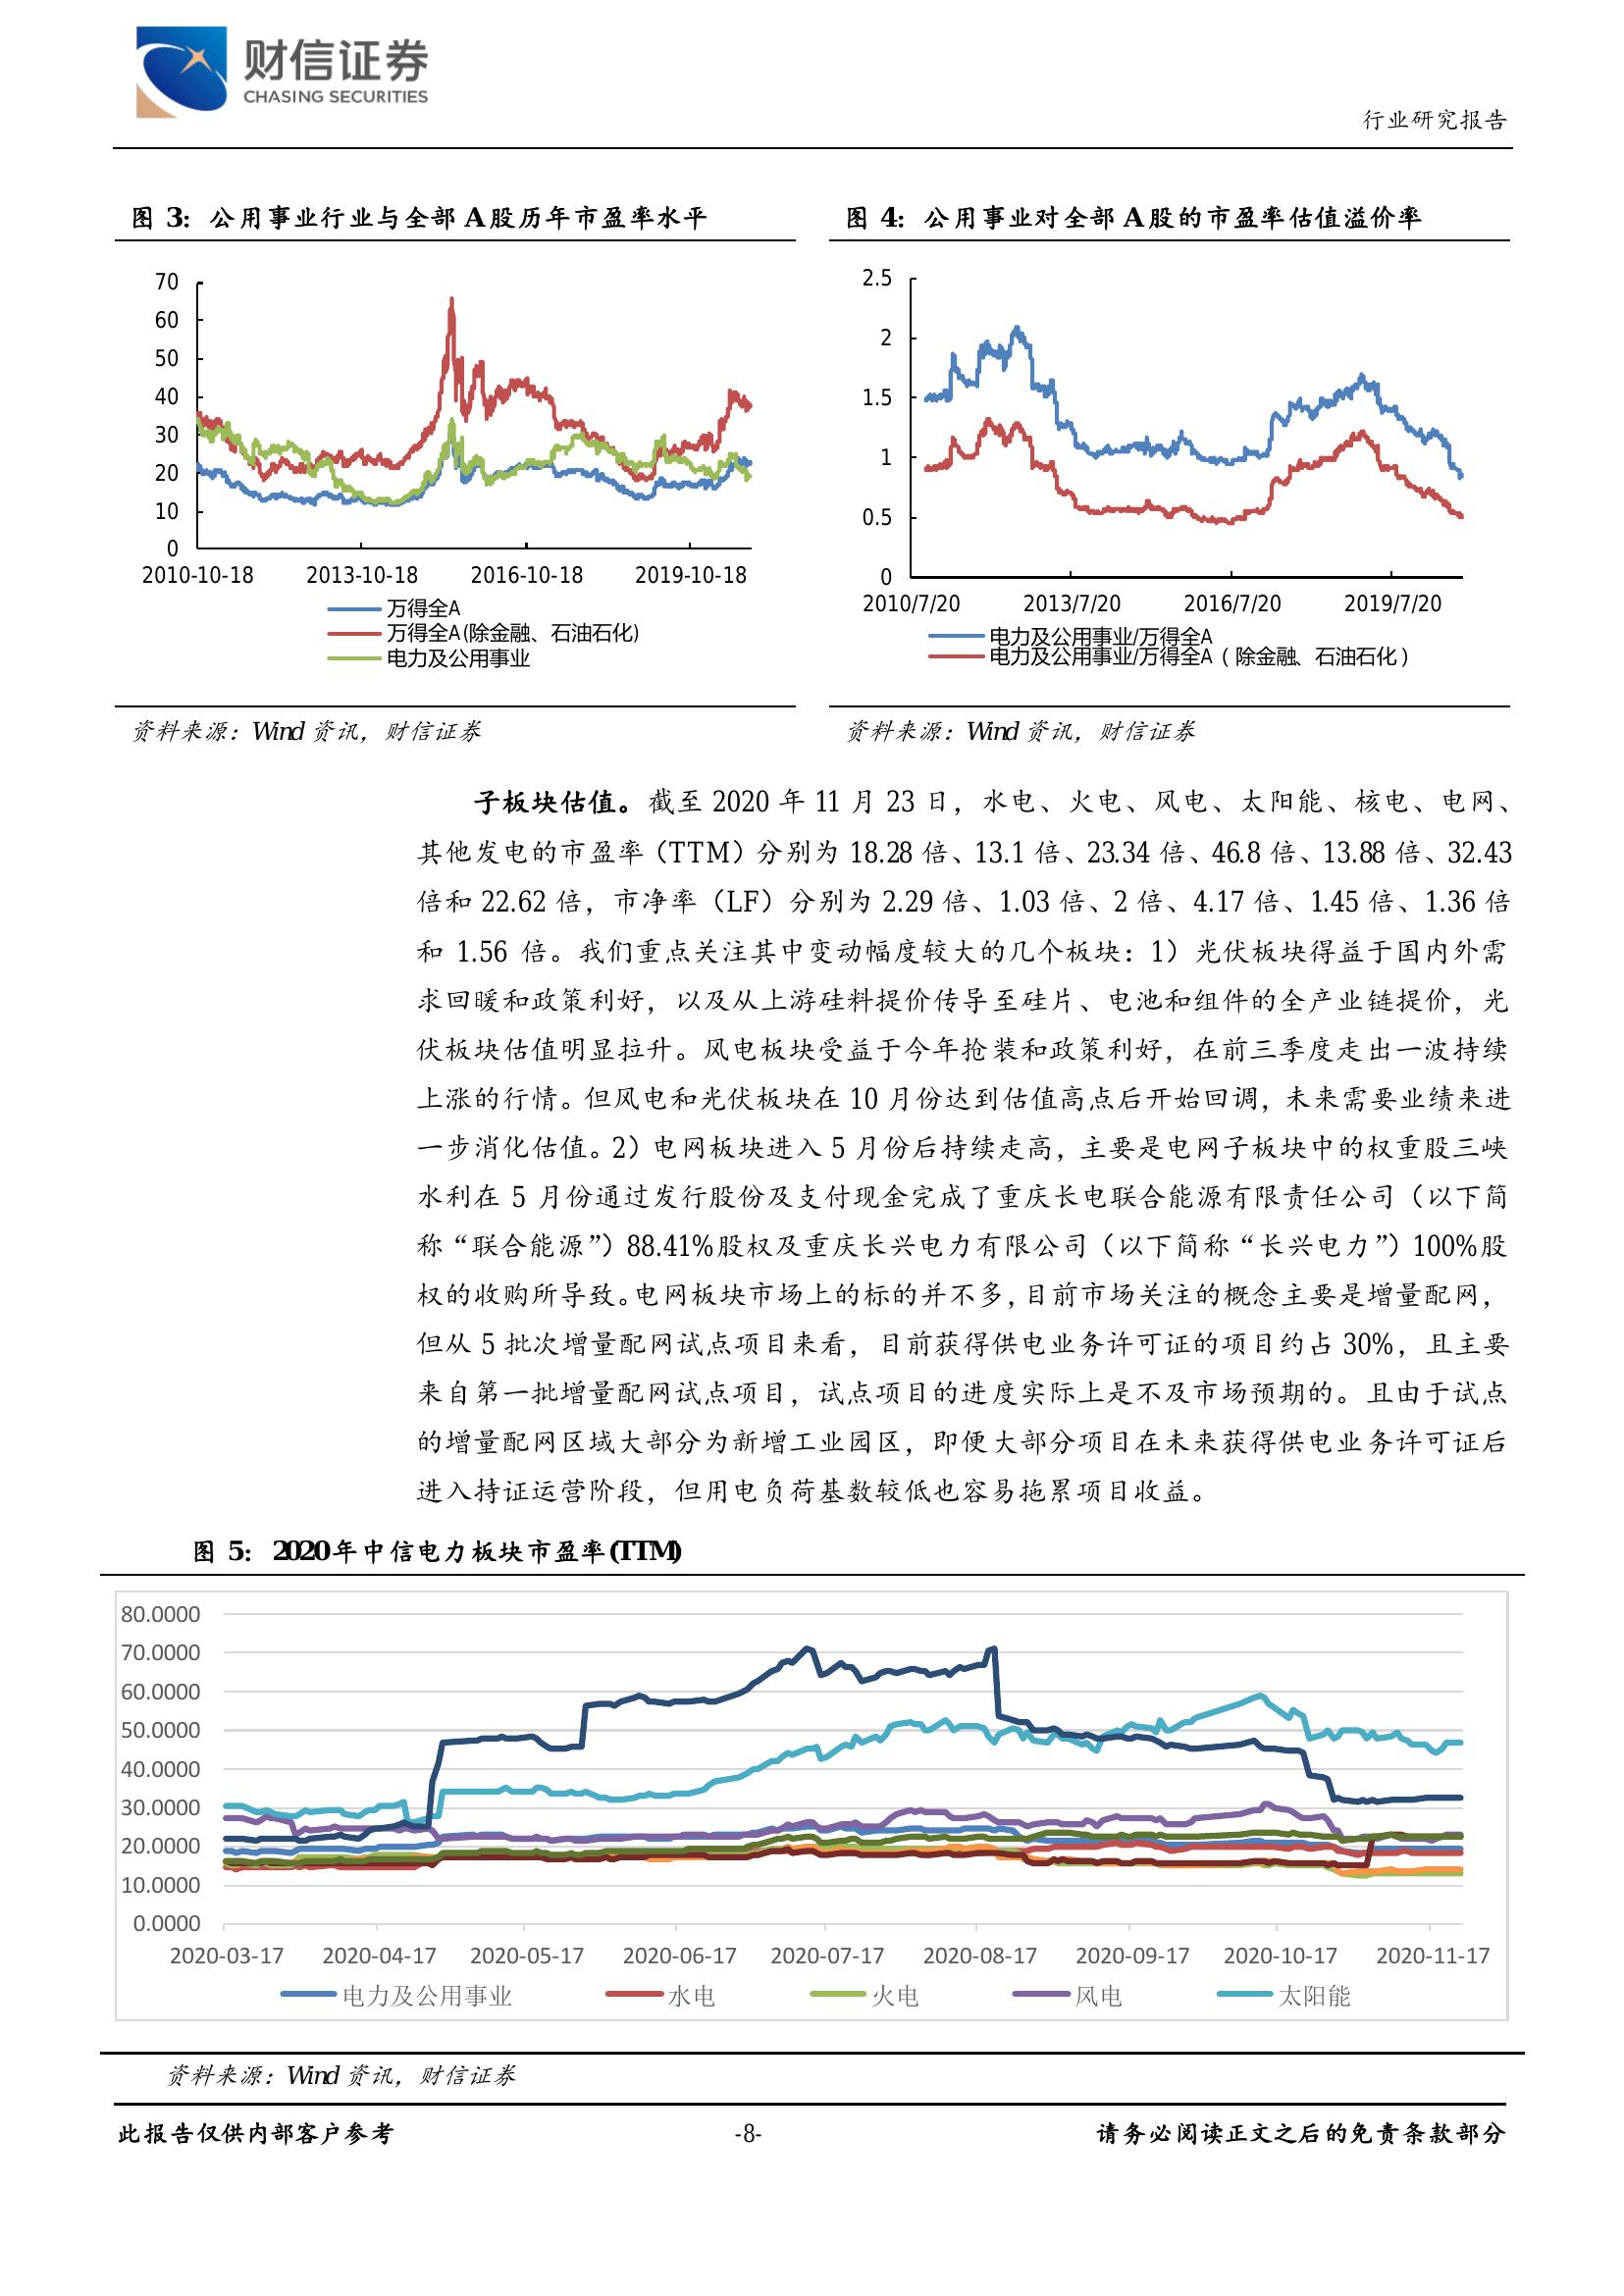 财信证券
CHASING SECURITIES
行业研究报告
图 3：公用事业行业与全部 A 股历年市盈率水平
70
60
50
40
30
20
10
0
2010-10-18 2013-10-18 2016-10-18 2019-10-18
万得全A
万得全A(除金融、石油石化)
电力及公用事业
资料来源：Wind 资讯，财信证券
图 4：公用事业对全部 A 股的市盈率估值溢价率
2.5
2
1.5
1
0.5
0
2010/7/20 2013/7/20 2016/7/20 2019/7/20
电力及公用事业/万得全A
电力及公用事业/万得全A（除金融、石油石化）
资料来源：Wind 资讯，财信证券
子板块估值。截至 2020 年 11 月 23 日，水电、火电、风电、太阳能、核电、电网、
其他发电的市盈率（TTM）分别为 18.28 倍、13.1 倍、23.34 倍、46.8 倍、13.88 倍、32.43
倍和 22.62 倍，市净率（LF）分别为 2.29 倍、1.03 倍、2 倍、4.17 倍、1.45 倍、1.36 倍
和 1.56 倍。我们重点关注其中变动幅度较大的几个板块：1）光伏板块得益于国内外需
求回暖和政策利好，以及从上游硅料提价传导至硅片、电池和组件的全产业链提价，光
伏板块估值明显拉升。风电板块受益于今年抢装和政策利好，在前三季度走出一波持续
上涨的行情。但风电和光伏板块在 10 月份达到估值高点后开始回调，未来需要业绩来进
一步消化估值。2）电网板块进入 5 月份后持续走高，主要是电网子板块中的权重股三峡
水利在 5 月份通过发行股份及支付现金完成了重庆长电联合能源有限责任公司（以下简
称“联合能源”）88.41%股权及重庆长兴电力有限公司（以下简称“长兴电力”）100%股
权的收购所导致。电网板块市场上的标的并不多，目前市场关注的概念主要是增量配网，
但从 5 批次增量配网试点项目来看，目前获得供电业务许可证的项目约占 30%，且主要
来自第一批增量配网试点项目，试点项目的进度实际上是不及市场预期的。且由于试点
的增量配网区域大部分为新增工业园区，即便大部分项目在未来获得供电业务许可证后
进入持证运营阶段，但用电负荷基数较低也容易拖累项目收益。
图 5：2020 年中信电力板块市盈率(TTM)
80.0000
70.0000
60.0000
50.0000
40.0000
30.0000
20.0000
10.0000
0.0000
2020-03-17 2020-04-17 2020-05-17 2020-06-17 2020-07-17 2020-08-17 2020-09-17 2020-10-17 2020-11-17
电力及公用事业 水电 火电 风电 太阳能
资料来源：Wind 资讯，财信证券
此报告仅供内部客户参考 -8- 请务必阅读正文之后的免责条款部分